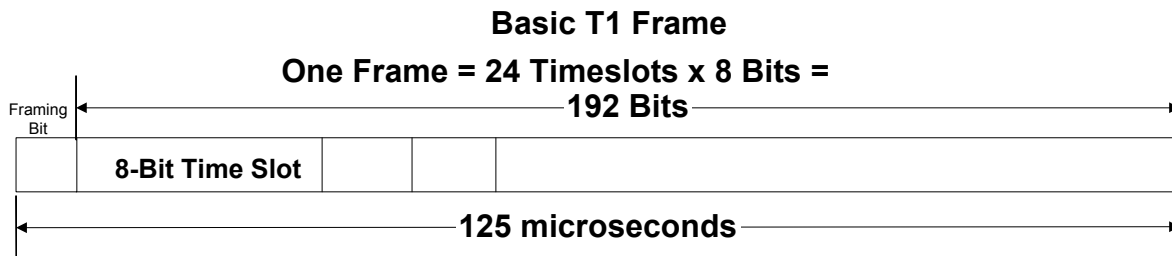 Basic T1 Frame
One Frame = 24 Timeslots x 8 Bits =
192 Bits
Framing
Bit
8-Bit Time Slot
125 microseconds